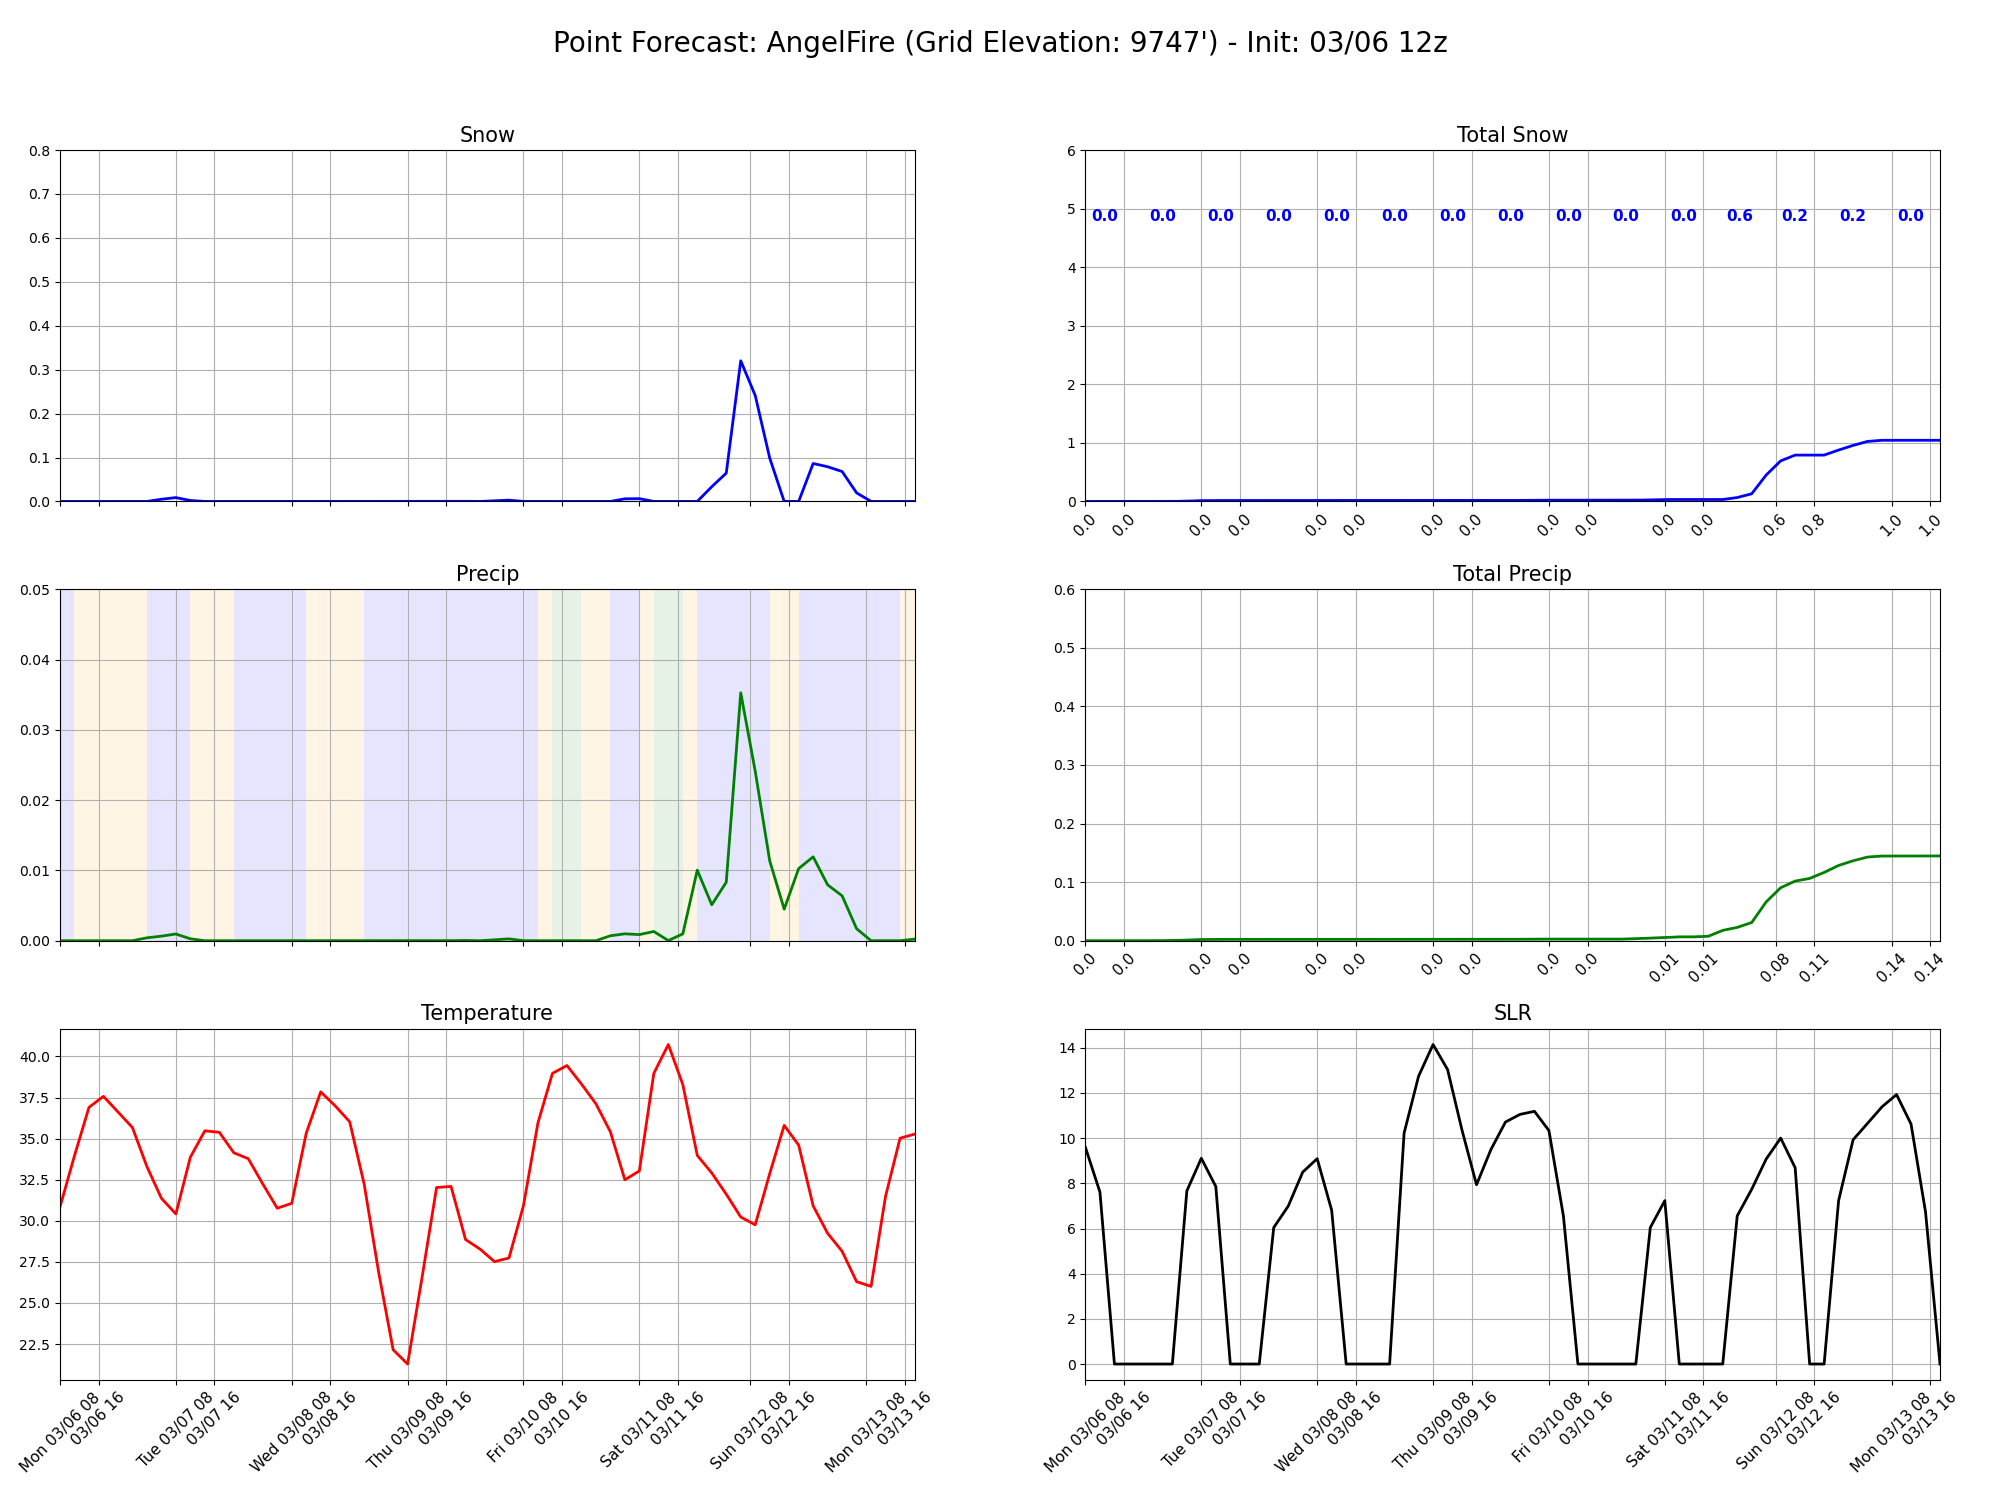 Point Forecast: AngelFire (Grid Elevation: 9747') - Init: 03/06 12z
Snow
0.8
0.7
0.6
0.5
0.4
0.3
0.2
0.1
0.0
Total Snow
6
5
4
3
2
1
0
0.0 0.0 0.0 0.0 0.0 0.0 0.0 0.0 0.0 0.0 0.0 0.6 0.2 0.2 0.0
0.0 0.0 0.0 0.0 0.0 0.0 0.0 0.0 0.0 0.0 0.0 0.0 0.6 0.8 1.0 1.0
Precip
0.05
0.04
0.03
0.02
0.01
0.00
Total Precip
0.6
0.5
0.4
0.3
0.2
0.1
0.0
0.0 0.0 0.0 0.0 0.0 0.0 0.0 0.0 0.0 0.0 0.01 0.01 0.08 0.11 0.14 0.14
Temperature
40.0
37.5
35.0
32.5
30.0
27.5
25.0
22.5
Mon 03/06 08
03/06 16
Tue 03/07 08
03/07 16
Wed 03/08 08
03/08 16
Thu 03/09 08
03/09 16
Fri 03/10 08
03/10 16
Sat 03/11 08
03/11 16
Sun 03/12 08
03/12 16
Mon 03/13 08
03/13 16
SLR
14
12
10
8
6
4
2
0
Mon 03/06 08
03/06 16
Tue 03/07 08
03/07 16
Wed 03/08 08
03/08 16
Thu 03/09 08
03/09 16
Fri 03/10 08
03/10 16
Sat 03/11 08
03/11 16
Sun 03/12 08
03/12 16
Mon 03/13 08
03/13 16